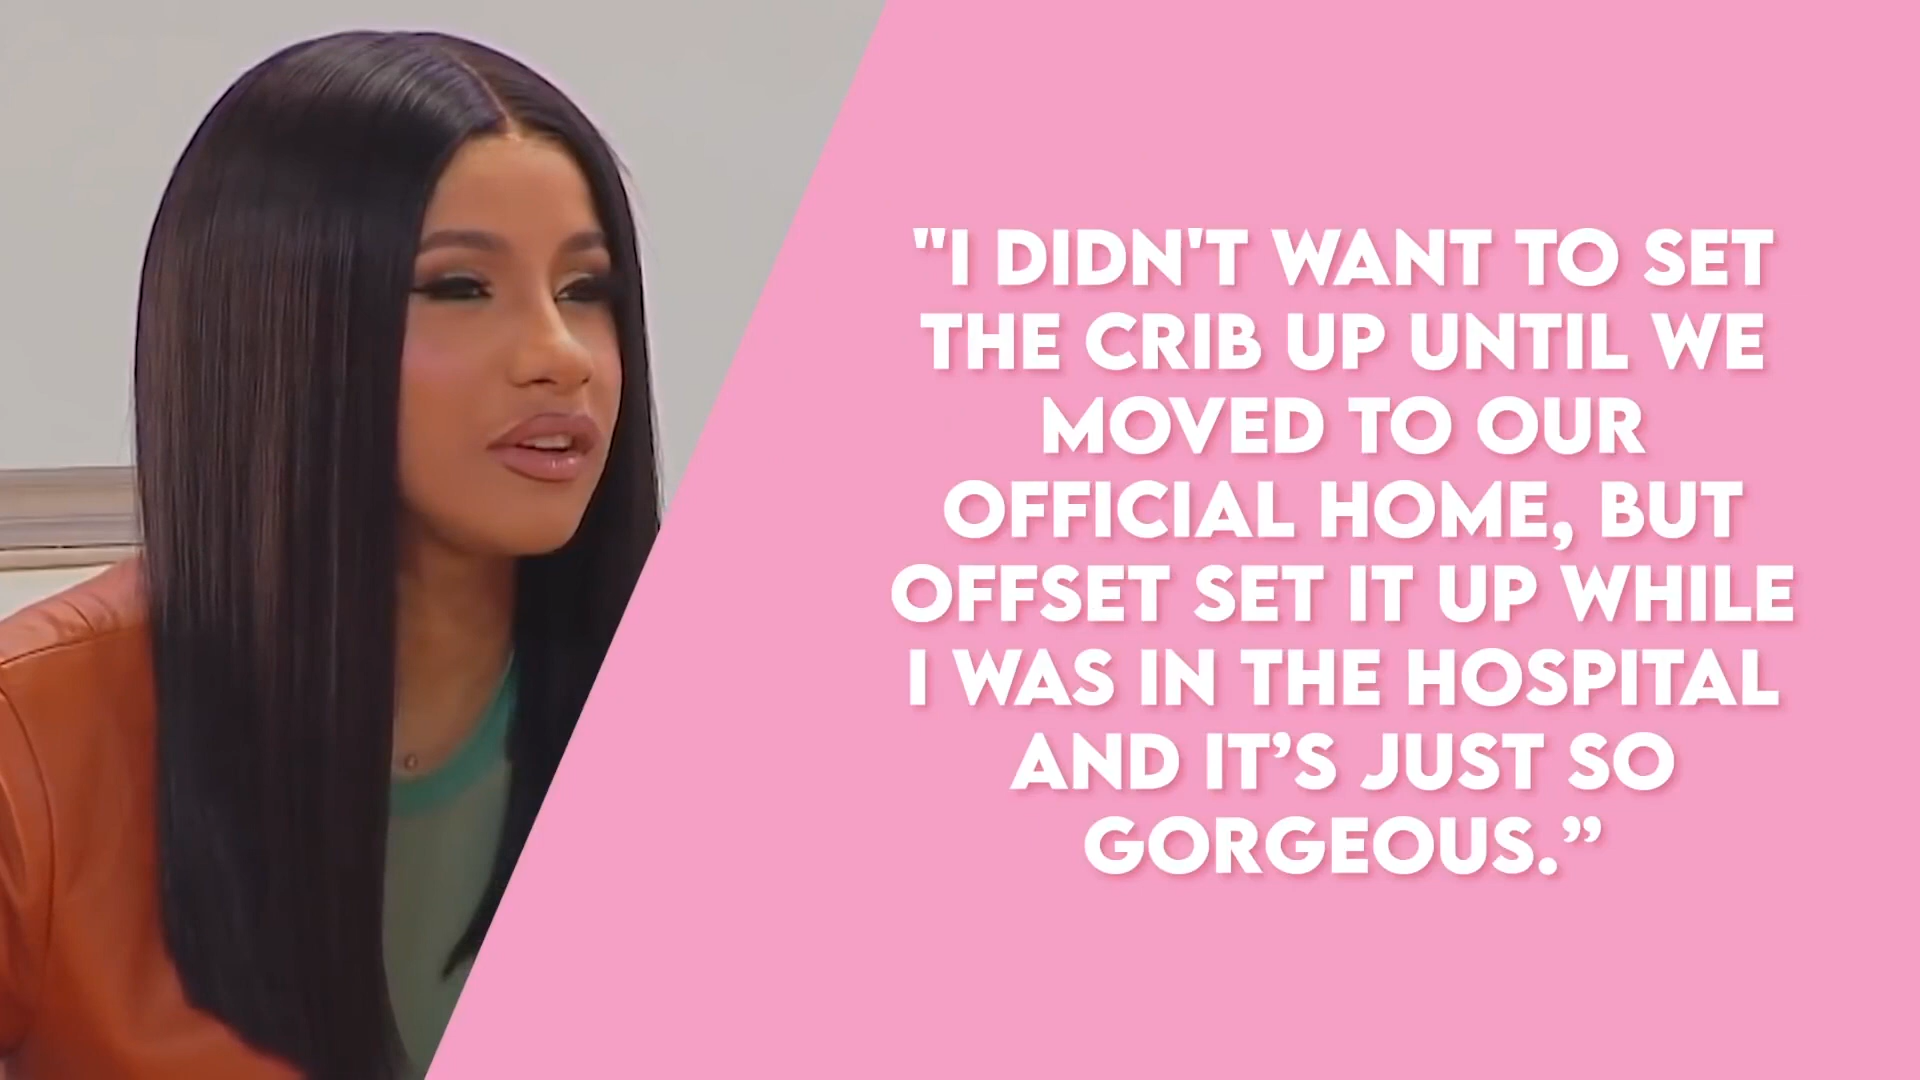 "I DIDN'T WANT TO SET
THE CRIB UP UNTIL WE
MOVED TO OUR
OFFICIAL HOME, BUT
OFFSET SET IT UP WHILE
I WAS IN THE HOSPITAL
AND IT’S JUST SO
GORGEOUS.”